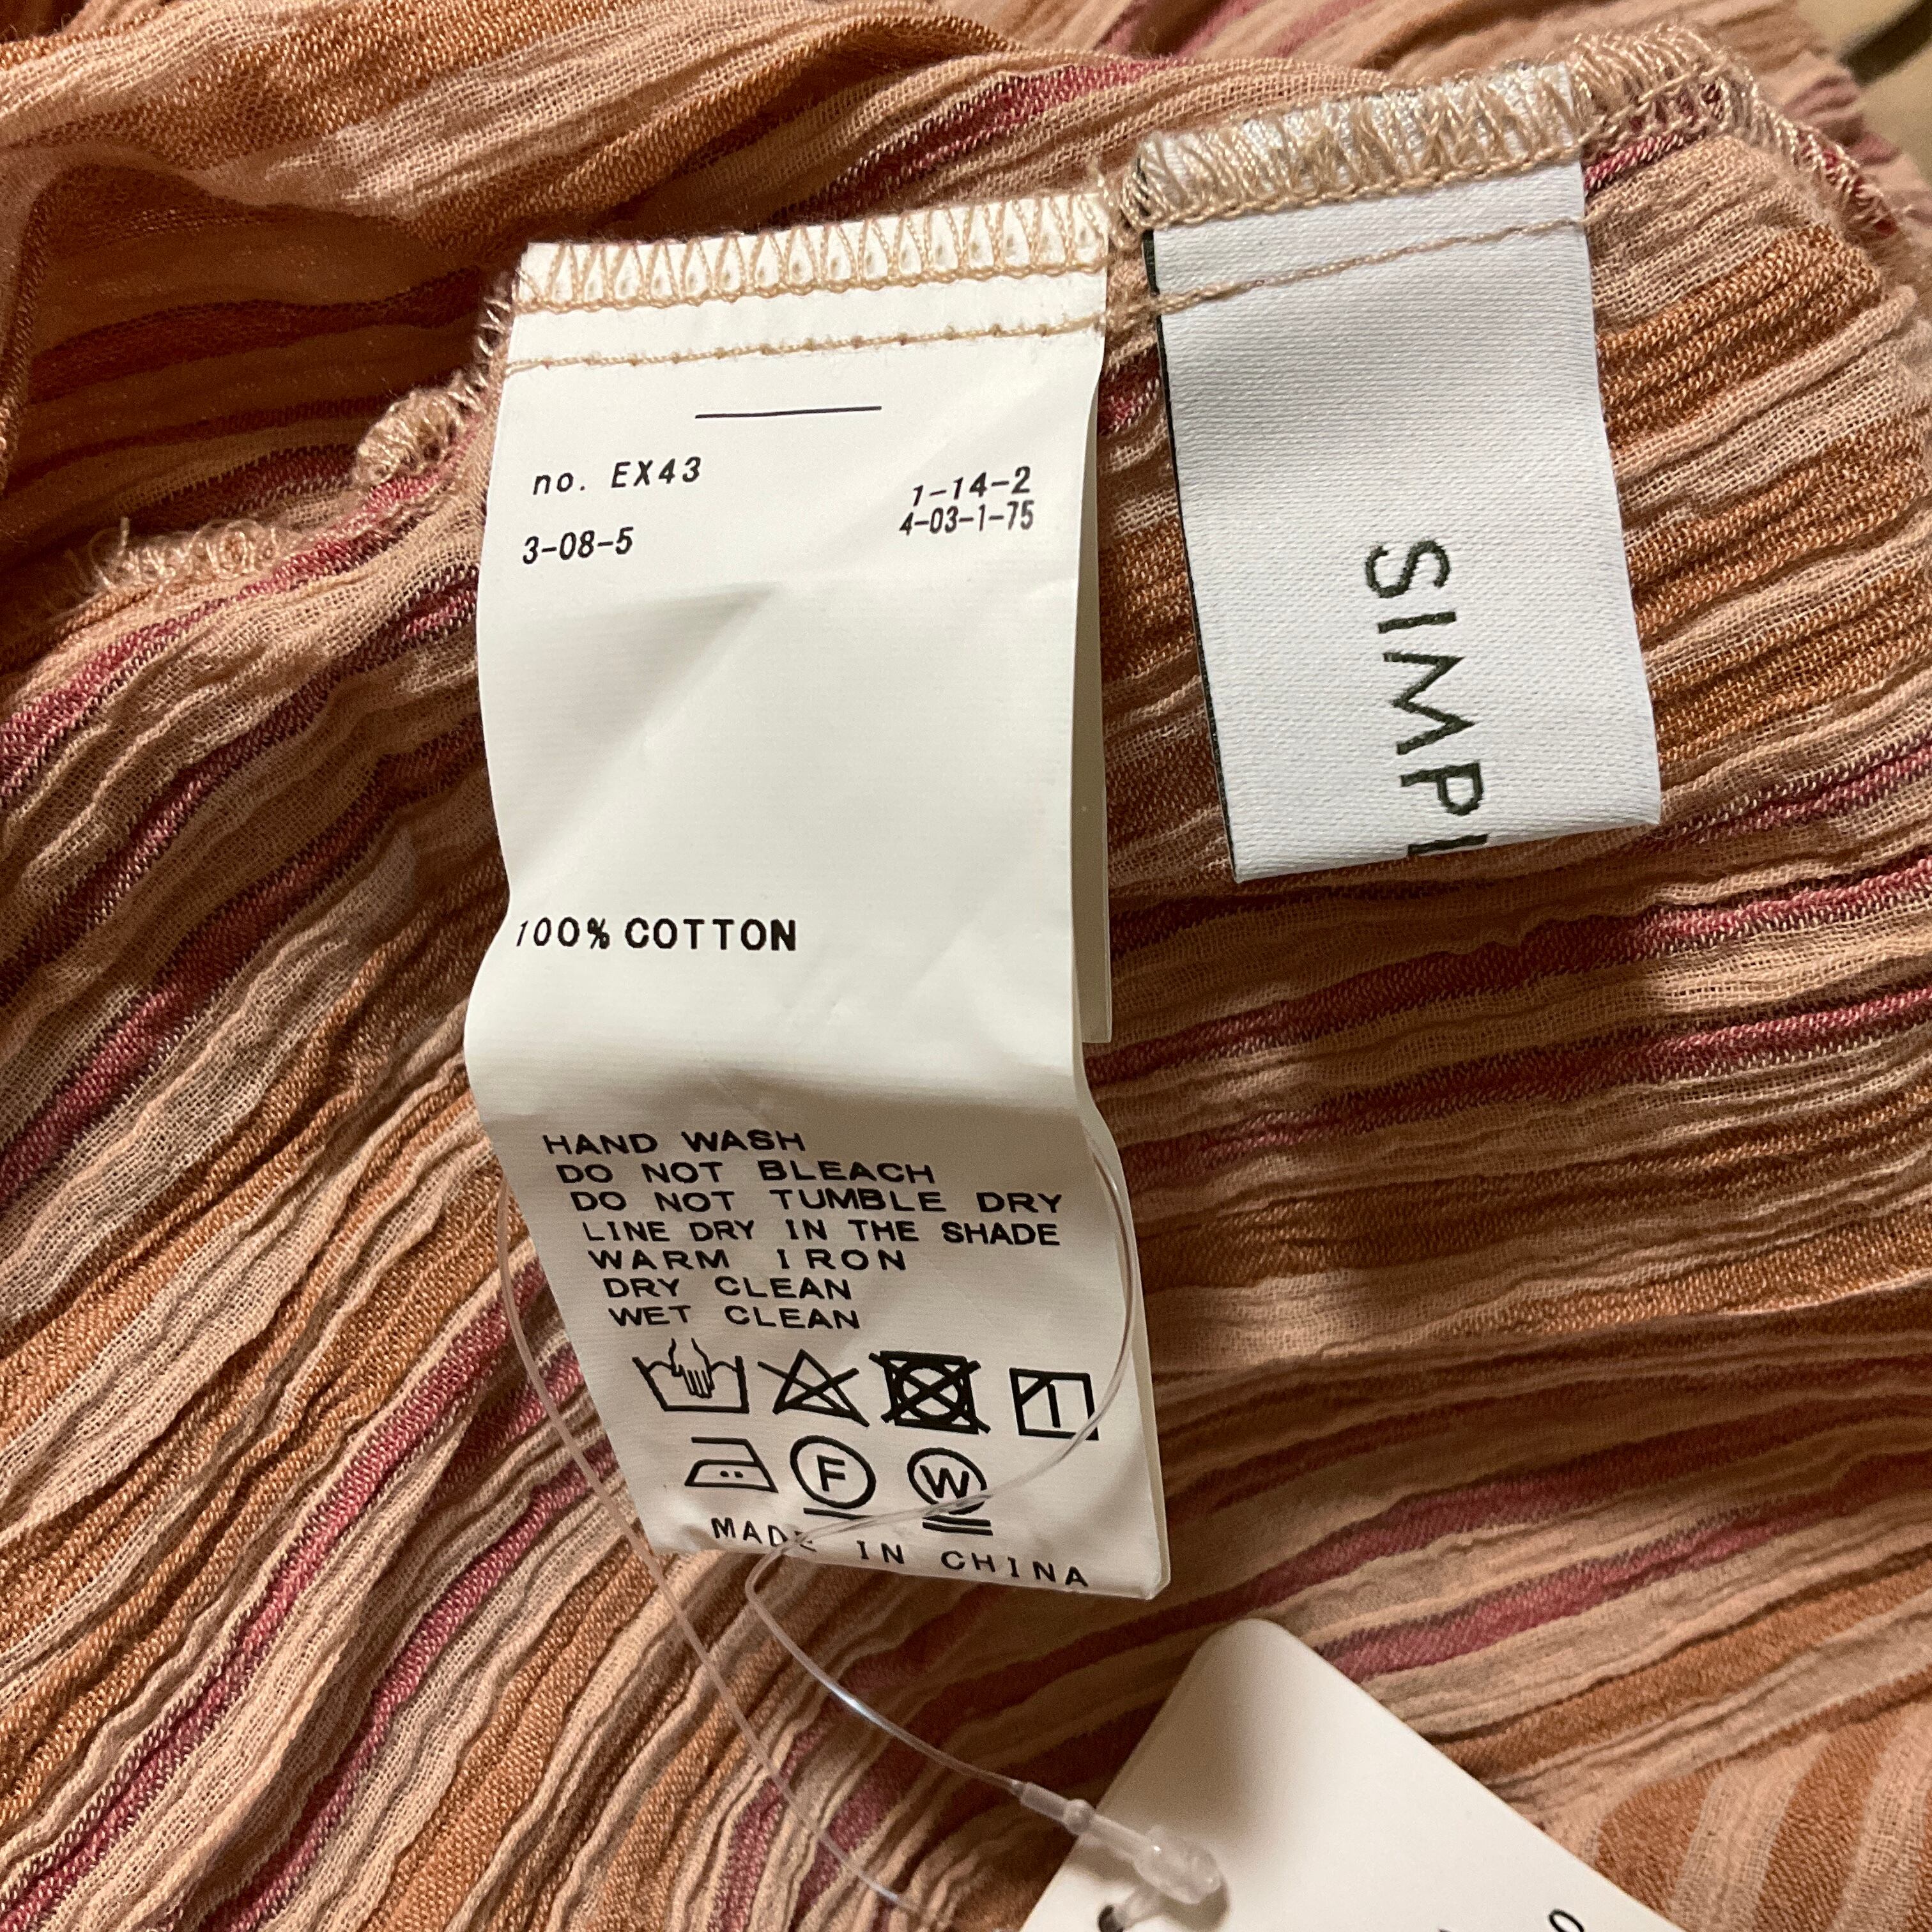 no. EX43
3-08-5
1-14-2
4-03-1-75
100% COTTON
HAND WASH
DO NOT BLEACH
DO NOT TUMBLE DRY
LINE DRY IN THE SHADE
WARM IRON
DRY CLEAN
WET CLEAN
F W
MADE IN CHINA
SIMPL